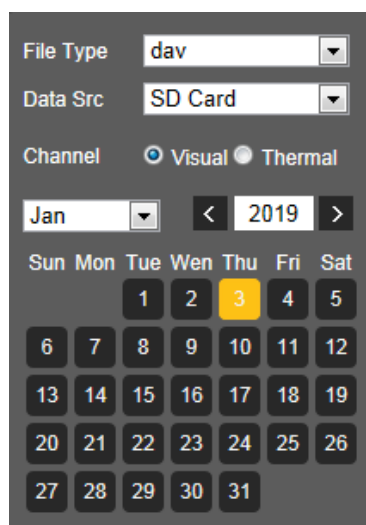 File Type dav
Data Src SD Card
Channel Visual Thermal
Jan < 2019 >
Sun Mon Tue Wen Thu Fri Sat
1 2 3 4 5
6 7 8 9 10 11 12
13 14 15 16 17 18 19
20 21 22 23 24 25 26
27 28 29 30 31